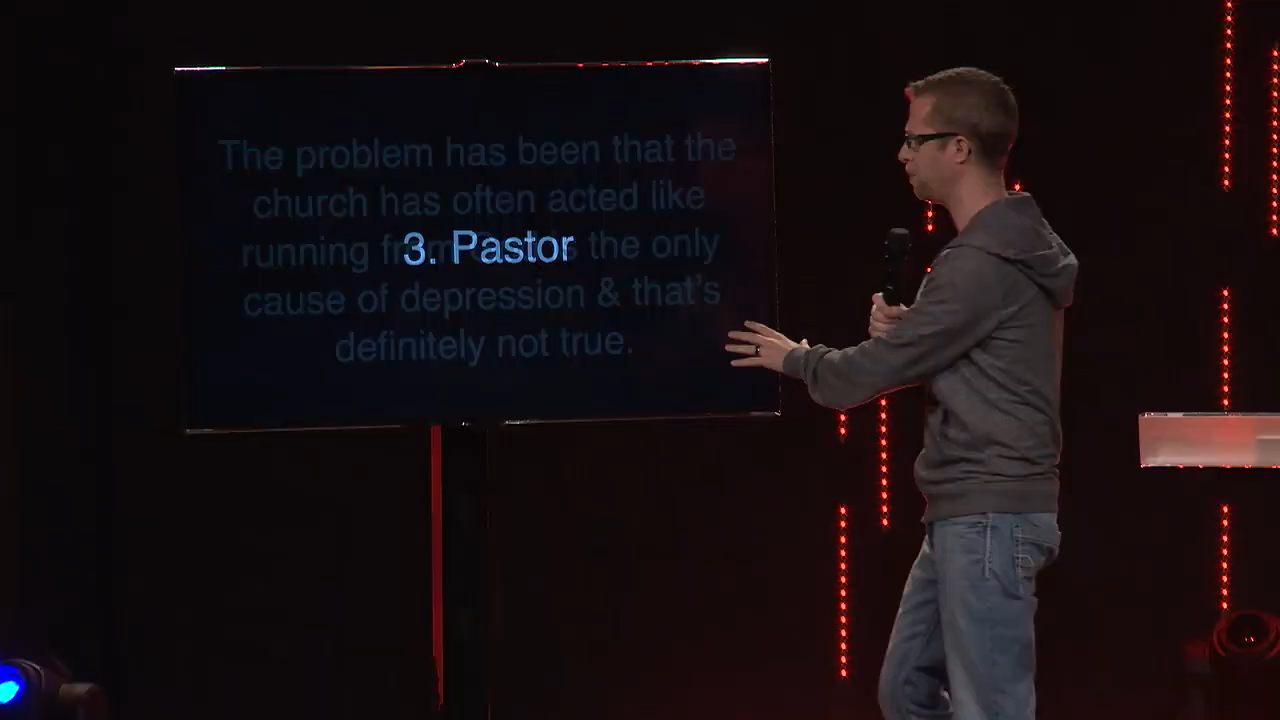 The problem has been that the
church has often acted like
running from the only
3. Pastor
cause of depression & that's
definitely not true.